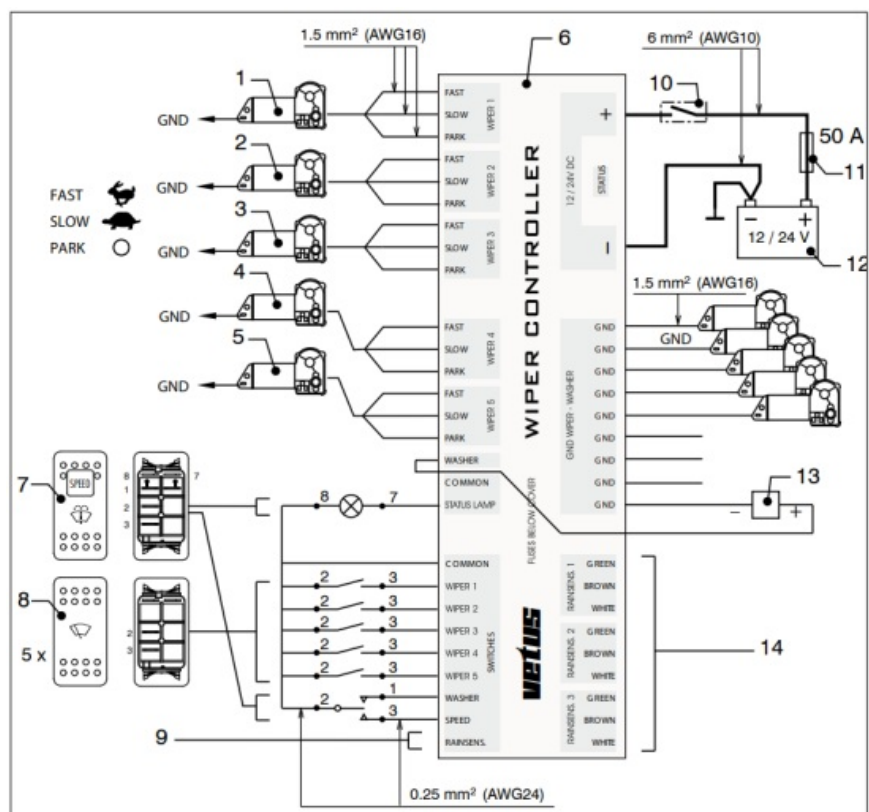 1.5 mm² (AWG16)
6
6 mm² (AWG10)
1
GND
FAST
SLOW
PARK
WIPER 1
10
+
50 A
11
2
GND
FAST
SLOW
PARK
WIPER 2
12 / 24V DC
STATUS
FAST
SLOW
PARK
3
GND
FAST
SLOW
PARK
WIPER 3
–
– +
12 / 24 V
12
4
GND
FAST
SLOW
PARK
WIPER 4
1.5 mm² (AWG16)
GND
5
GND
FAST
SLOW
PARK
WIPER 5
WIPER CONTROLLER
GND WIPER - WASHER
GND
GND
GND
GND
GND
GND
GND
GND
GND
WASHER
COMMON
STATUS LAMP
FUSES BELOW COVER
13
– +
7
SPEED
8 7
1
2
3
8 7
8
5 x
2
3
COMMON
2 3 WIPER 1
2 3 WIPER 2
2 3 WIPER 3
2 3 WIPER 4
2 3 WIPER 5
SWITCHES
1 WASHER
2 3 SPEED
9 RAINSENS.
vetus
RAINSENS. 1
GREEN
BROWN
WHITE
RAINSENS. 2
GREEN
BROWN
WHITE
RAINSENS. 3
GREEN
BROWN
WHITE
14
0.25 mm² (AWG24)